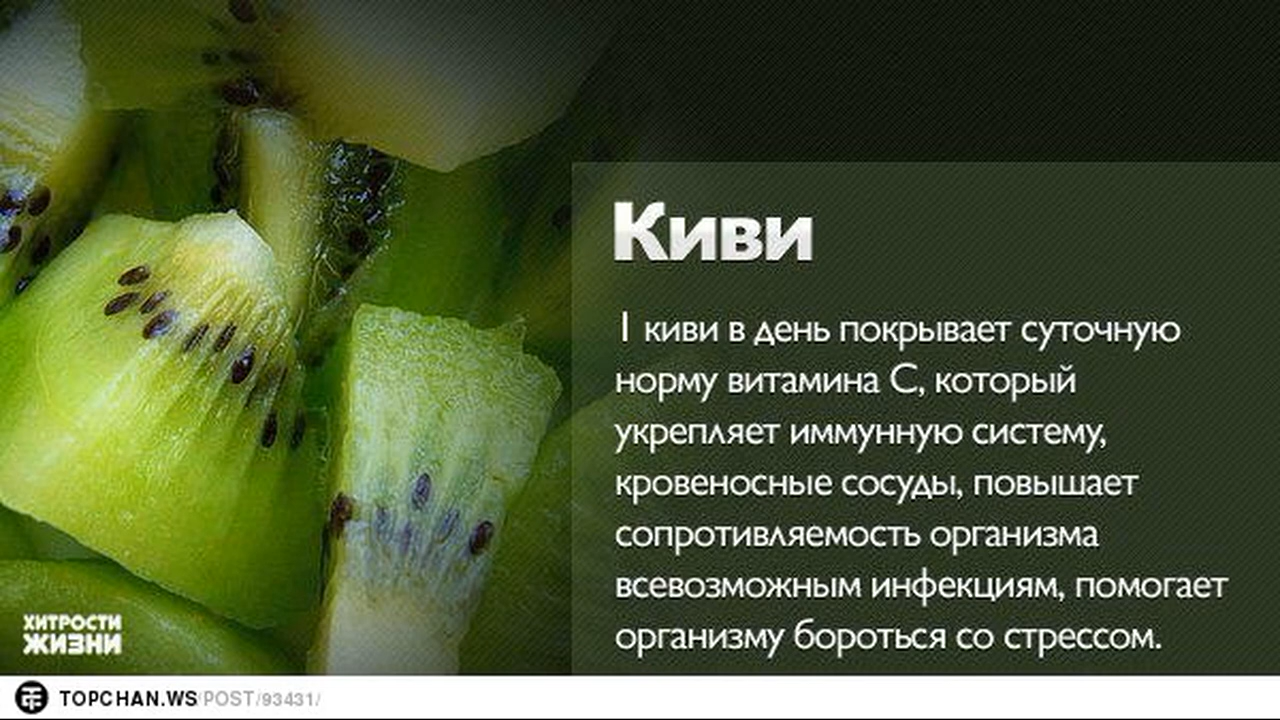 Киви
1 киви в день покрывает суточную
норму витамина С, который
укрепляет иммунную систему,
кровеносные сосуды, повышает
сопротивляемость организма
всевозможным инфекциям, помогает
организму бороться со стрессом.
ХИТРОСТИ
ЖИЗНИ
TOPCHAN.WS/POST/93431/